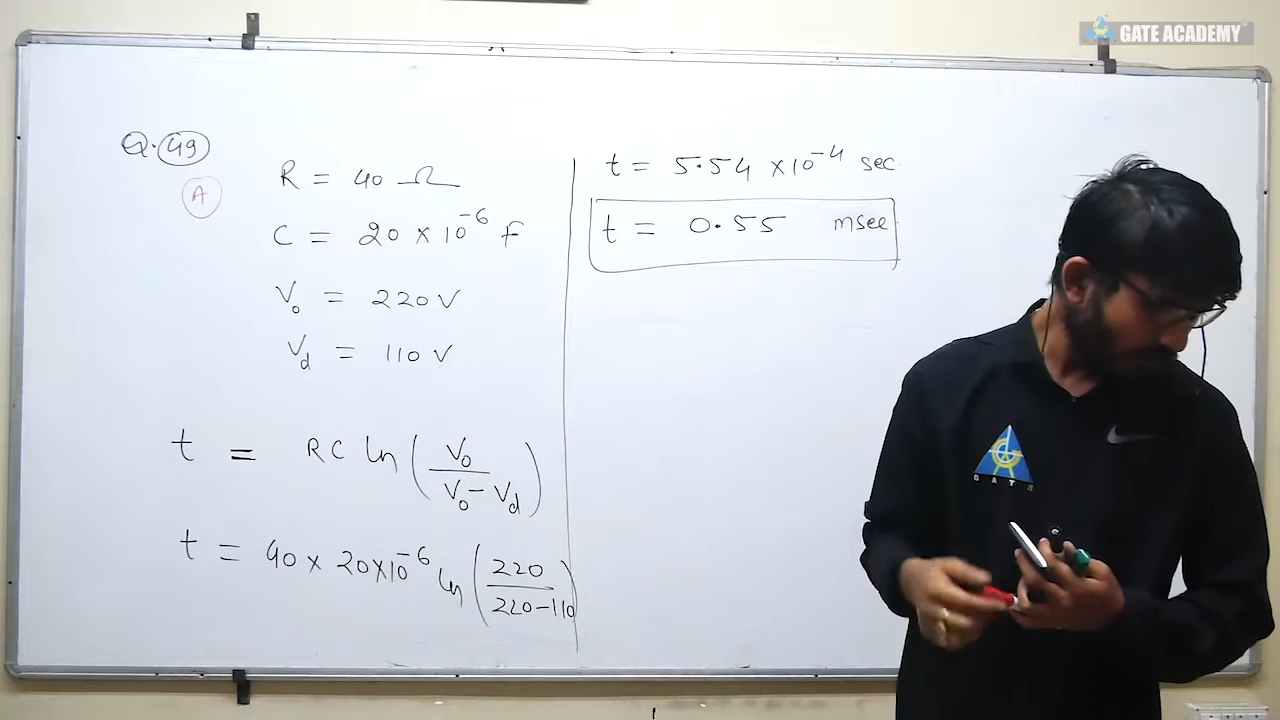 GATE ACADEMY
Q. 49
A
R = 40 Ω
C = 20 × 10⁻⁶ F
V₀ = 220 V
V_d = 110 V
t = RC ln (V₀ / (V₀ - V_d))
t = 40 × 20×10⁻⁶ ln (220 / (220-110))
t = 5.54 ×10⁻⁴ sec.
t = 0.55 msec
GATE